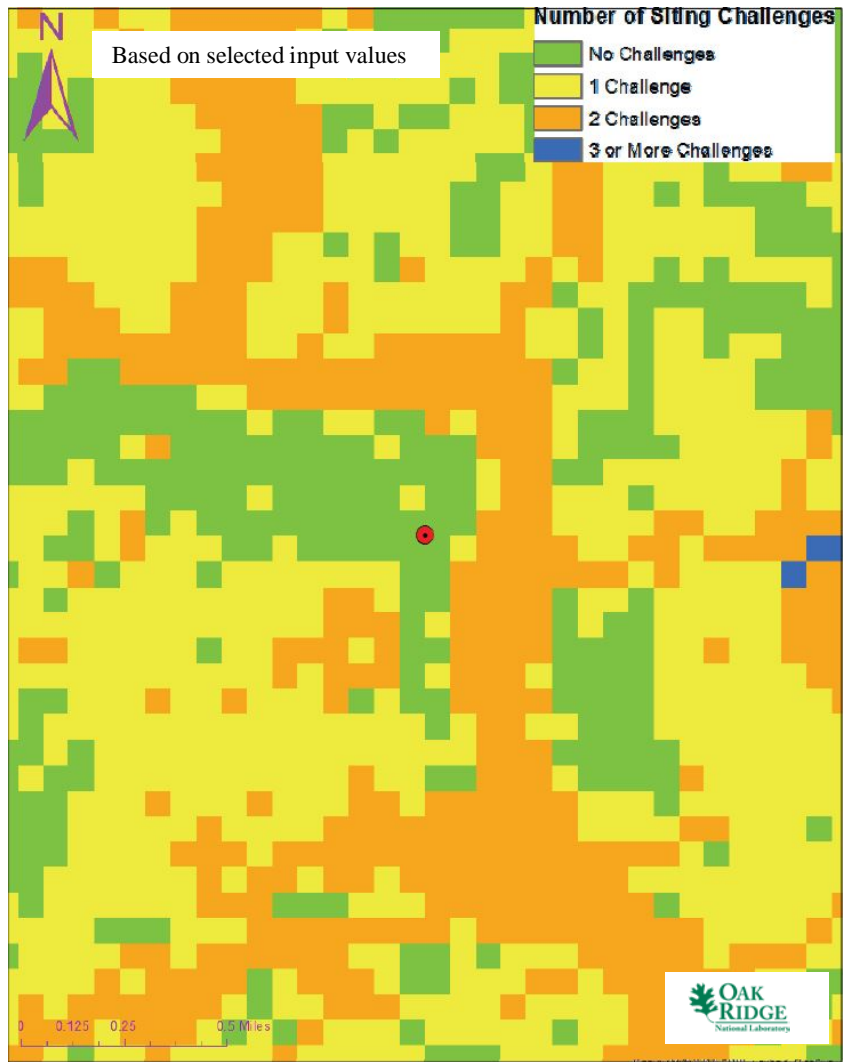 N
Based on selected input values
Number of Siting Challenges
No Challenges
1 Challenge
2 Challenges
3 or More Challenges
0 0.125 0.25 0.5 Miles
OAK
RIDGE
National Laboratory